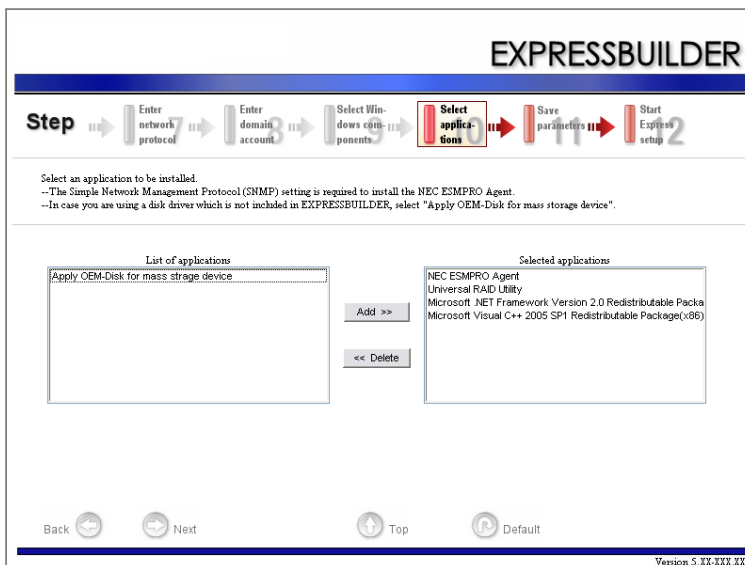 EXPRESSBUILDER
Step
Enter network protocol 7
Enter domain account 8
Select Win-dows com-ponents 9
Select applica-tions 10
Save parameters 11
Start Express setup 12
Select an application to be installed.
--The Simple Network Management Protocol (SNMP) setting is required to install the NEC ESMPRO Agent.
--In case you are using a disk driver which is not included in EXPRESSBUILDER, select "Apply OEM-Disk for mass storage device".
List of applications
Apply OEM-Disk for mass strage device
Add >>
<< Delete
Selected applications
NEC ESMPRO Agent
Universal RAID Utility
Microsoft .NET Framework Version 2.0 Redistributable Packa
Microsoft Visual C++ 2005 SP1 Redistributable Package(x86)
Back
Next
Top
Default
Version 5.XX-XXX.XX